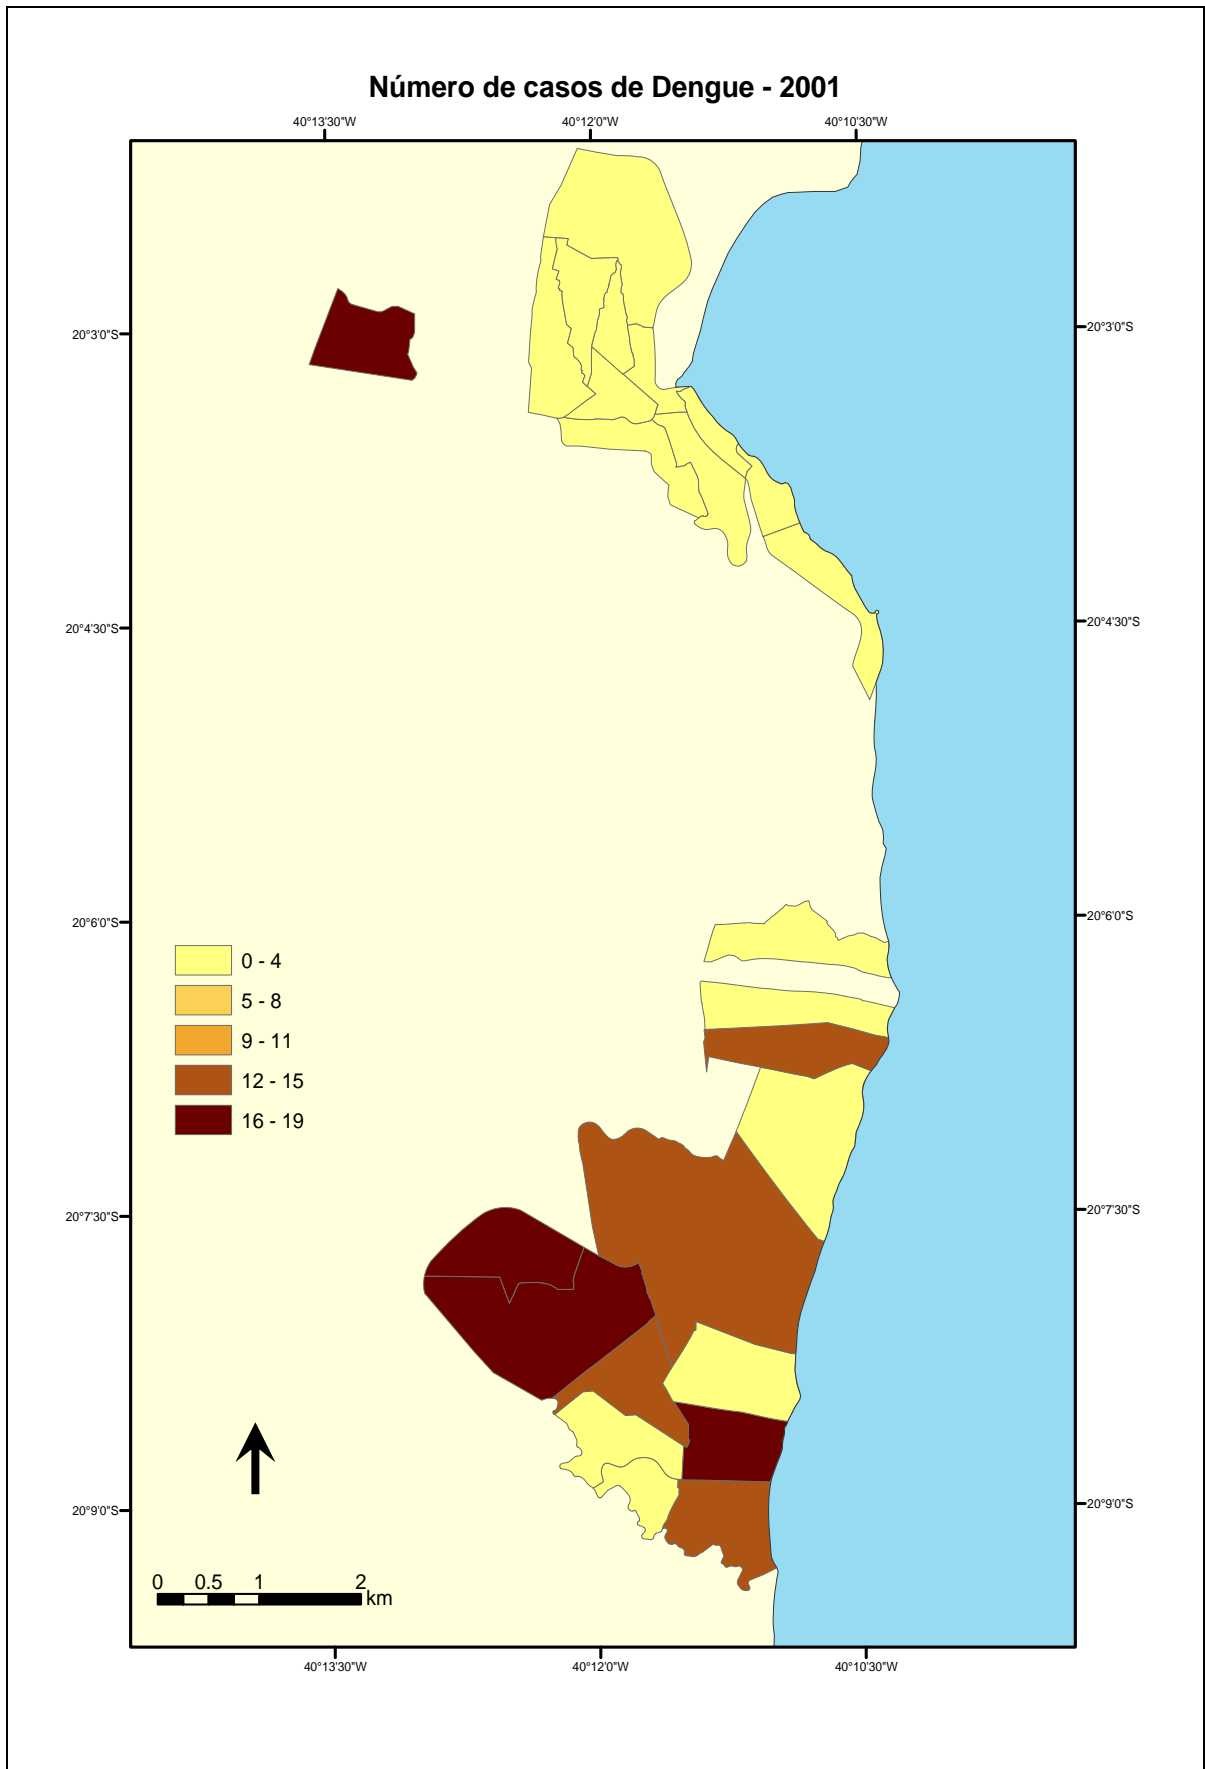 Número de casos de Dengue - 2001
40°13'30"W 40°12'0"W 40°10'30"W
20°3'0"S 20°3'0"S
20°4'30"S 20°4'30"S
20°6'0"S 20°6'0"S
0 - 4
5 - 8
9 - 11
12 - 15
16 - 19
20°7'30"S 20°7'30"S
20°9'0"S 20°9'0"S
0 0.5 1 2
km
40°13'30"W 40°12'0"W 40°10'30"W